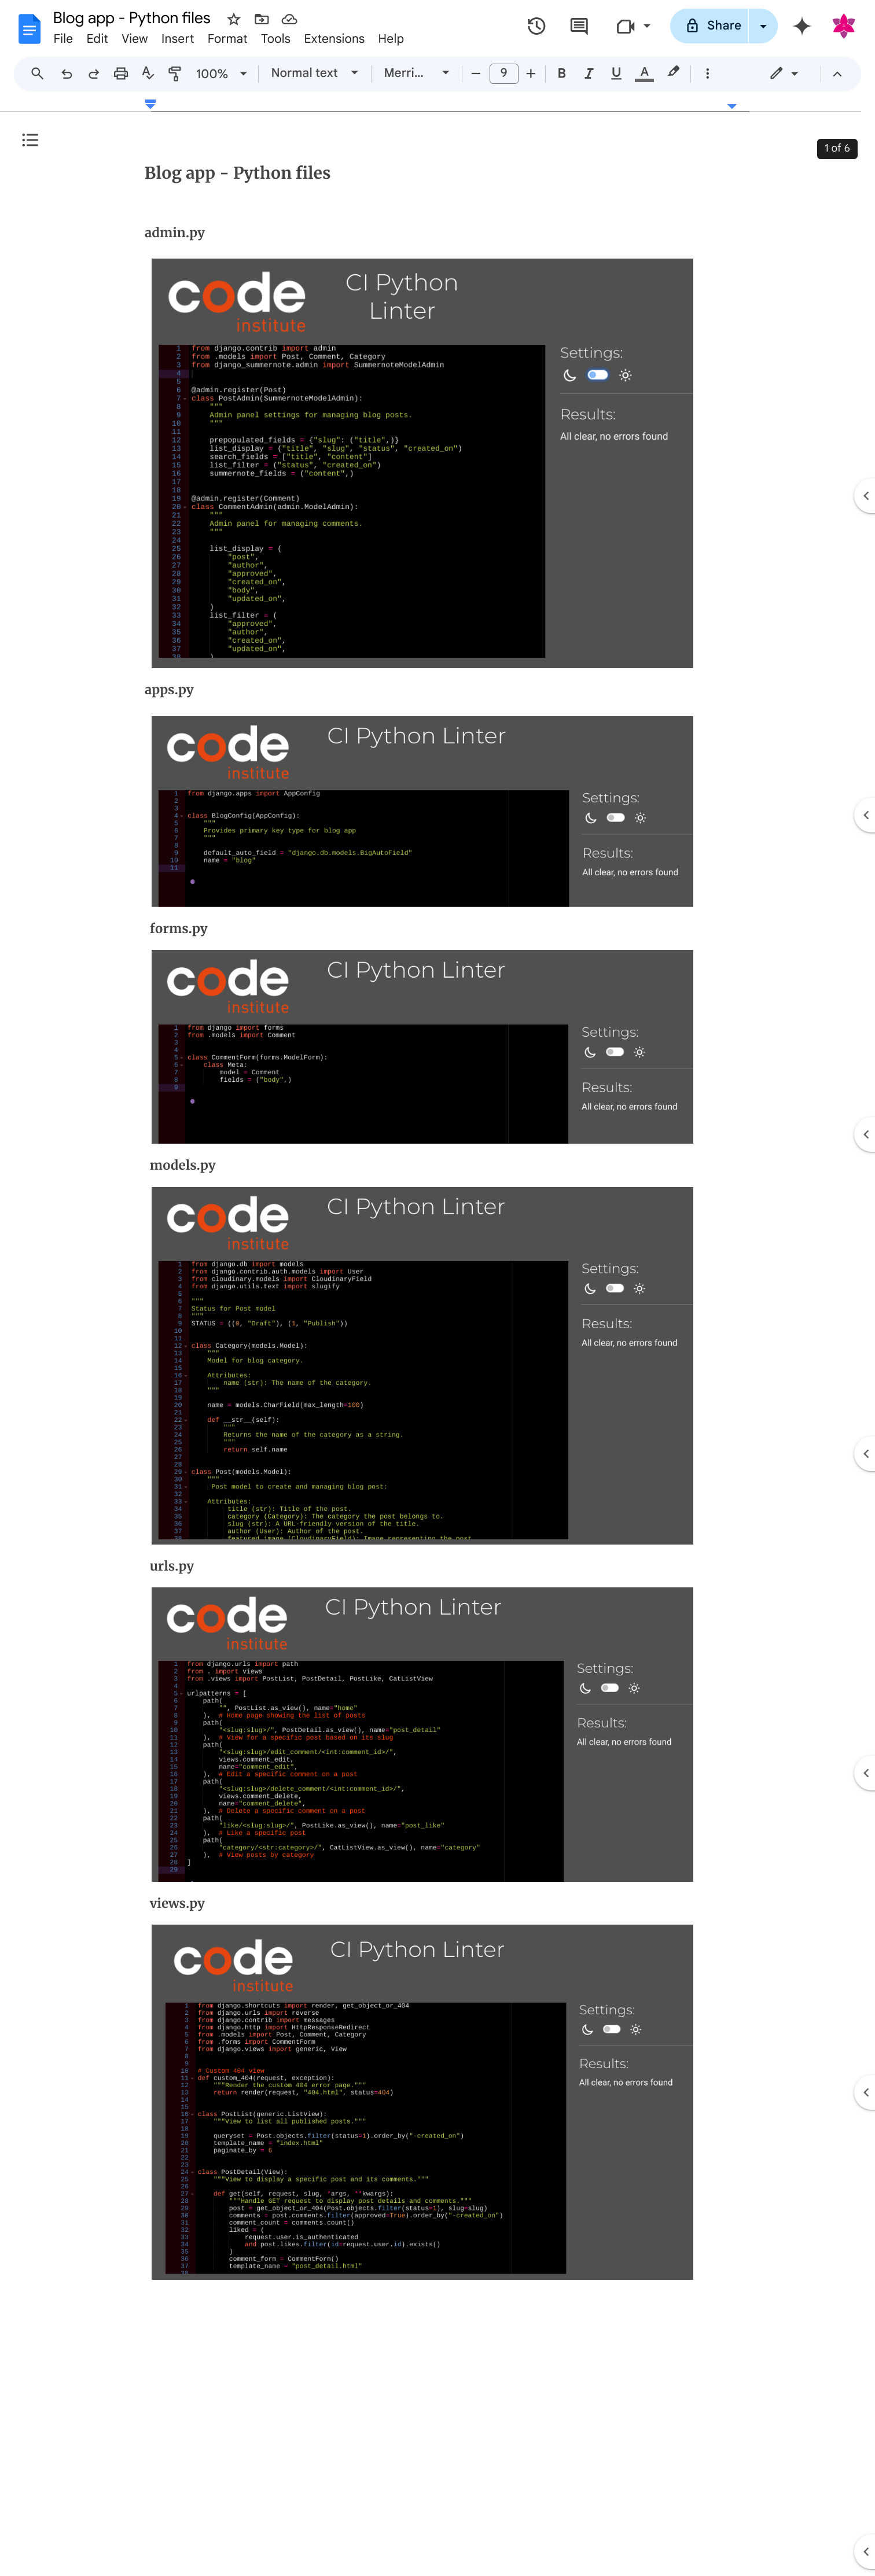 Blog app - Python files
File Edit View Insert Format Tools Extensions Help
Share
100% Normal text Merri... 9 B I U A
1 of 6
Blog app - Python files
admin.py
code institute
CI Python
Linter
1 from django.contrib import admin
2 from .models import Post, Comment, Category
3 from django_summernote.admin import SummernoteModelAdmin
4
5
6 @admin.register(Post)
7 class PostAdmin(SummernoteModelAdmin):
8 """
9 Admin panel settings for managing blog posts.
10 """
11
12 prepopulated_fields = {"slug": ("title",)}
13 list_display = ("title", "slug", "status", "created_on")
14 search_fields = ["title", "content"]
15 list_filter = ("status", "created_on")
16 summernote_fields = ("content",)
17
18
19 @admin.register(Comment)
20 class CommentAdmin(admin.ModelAdmin):
21 """
22 Admin panel for managing comments.
23 """
24
25 list_display = (
26 "post",
27 "author",
28 "approved",
29 "created_on",
30 "body",
31 "updated_on",
32 )
33 list_filter = (
34 "approved",
35 "author",
36 "created_on",
37 "updated_on",
38 )
Settings:
Results:
All clear, no errors found
apps.py
code institute
CI Python Linter
1 from django.apps import AppConfig
2
3
4 class BlogConfig(AppConfig):
5 """
6 Provides primary key type for blog app
7 """
8
9 default_auto_field = "django.db.models.BigAutoField"
10 name = "blog"
11
Settings:
Results:
All clear, no errors found
forms.py
code institute
CI Python Linter
1 from django import forms
2 from .models import Comment
3
4
5 class CommentForm(forms.ModelForm):
6 class Meta:
7 model = Comment
8 fields = ("body",)
9
Settings:
Results:
All clear, no errors found
models.py
code institute
CI Python Linter
1 from django.db import models
2 from django.contrib.auth.models import User
3 from cloudinary.models import CloudinaryField
4 from django.utils.text import slugify
5
6 """
7 Status for Post model
8 """
9 STATUS = ((0, "Draft"), (1, "Publish"))
10
11
12 class Category(models.Model):
13 """
14 Model for blog category.
15
16 Attributes:
17 name (str): The name of the category.
18 """
19
20 name = models.CharField(max_length=100)
21
22 def __str__(self):
23 """
24 Returns the name of the category as a string.
25 """
26 return self.name
27
28
29 class Post(models.Model):
30 """
31 Post model to create and managing blog post:
32
33 Attributes:
34 title (str): Title of the post.
35 category (Category): The category the post belongs to.
36 slug (str): A URL-friendly version of the title.
37 author (User): Author of the post.
38 featured_image (CloudinaryField): Image representing the post
Settings:
Results:
All clear, no errors found
urls.py
code institute
CI Python Linter
1 from django.urls import path
2 from . import views
3 from .views import PostList, PostDetail, PostLike, CatListView
4
5 urlpatterns = [
6 path(
7 "", PostList.as_view(), name="home"
8 ), # Home page showing the list of posts
9 path(
10 "<slug:slug>/", PostDetail.as_view(), name="post_detail"
11 ), # View for a specific post based on its slug
12 path(
13 "<slug:slug>/edit_comment/<int:comment_id>/",
14 views.comment_edit,
15 name="comment_edit",
16 ), # Edit a specific comment on a post
17 path(
18 "<slug:slug>/delete_comment/<int:comment_id>/",
19 views.comment_delete,
20 name="comment_delete",
21 ), # Delete a specific comment on a post
22 path(
23 "like/<slug:slug>/", PostLike.as_view(), name="post_like"
24 ), # Like a specific post
25 path(
26 "category/<str:category>/", CatListView.as_view(), name="category"
27 ), # View posts by category
28 ]
29
Settings:
Results:
All clear, no errors found
views.py
code institute
CI Python Linter
1 from django.shortcuts import render, get_object_or_404
2 from django.urls import reverse
3 from django.contrib import messages
4 from django.http import HttpResponseRedirect
5 from .models import Post, Comment, Category
6 from .forms import CommentForm
7 from django.views import generic, View
8
9
10 # Custom 404 view
11 def custom_404(request, exception):
12 """Render the custom 404 error page."""
13 return render(request, "404.html", status=404)
14
15
16 class PostList(generic.ListView):
17 """View to list all published posts."""
18
19 queryset = Post.objects.filter(status=1).order_by("-created_on")
20 template_name = "index.html"
21 paginate_by = 6
22
23
24 class PostDetail(View):
25 """View to display a specific post and its comments."""
26
27 def get(self, request, slug, *args, **kwargs):
28 """Handle GET request to display post details and comments."""
29 post = get_object_or_404(Post.objects.filter(status=1), slug=slug)
30 comments = post.comments.filter(approved=True).order_by("-created_on")
31 comment_count = comments.count()
32 liked = (
33 request.user.is_authenticated
34 and post.likes.filter(id=request.user.id).exists()
35 )
36 comment_form = CommentForm()
37 template_name = "post_detail.html"
38
Settings:
Results:
All clear, no errors found